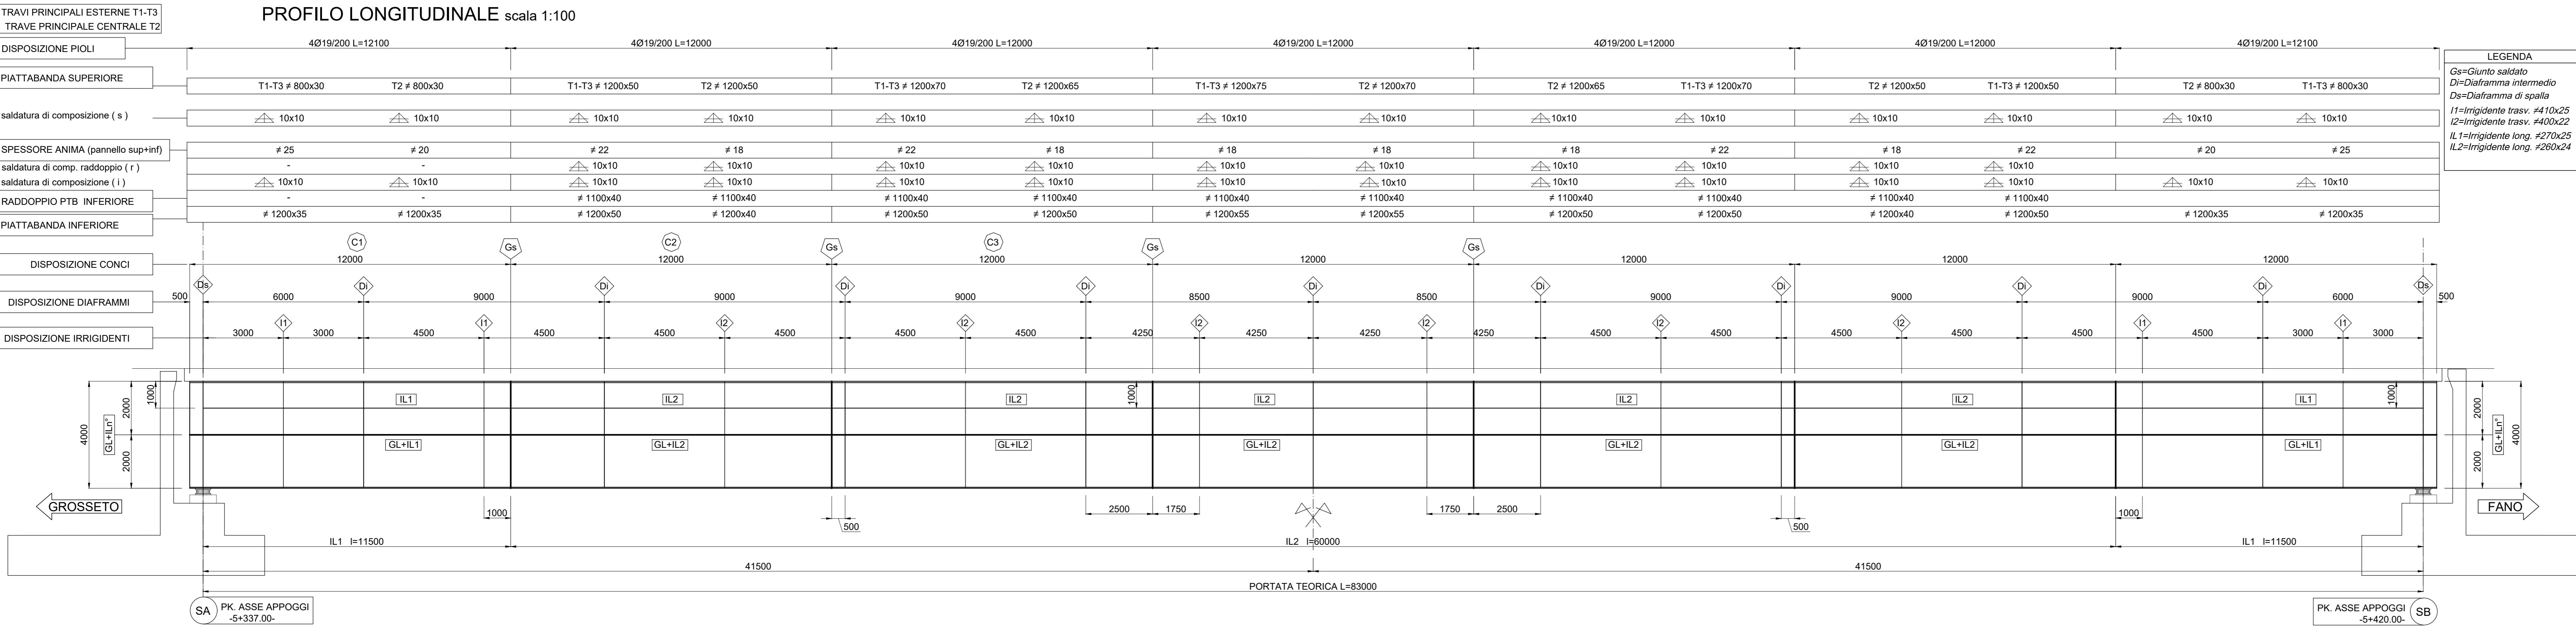 TRAVI PRINCIPALI ESTERNE T1-T3
TRAVE PRINCIPALE CENTRALE T2
PROFILO LONGITUDINALE scala 1:100
DISPOSIZIONE PIOLI
4Ø19/200 L=12100 4Ø19/200 L=12000 4Ø19/200 L=12000 4Ø19/200 L=12000 4Ø19/200 L=12000 4Ø19/200 L=12000 4Ø19/200 L=12100
PIATTABANDA SUPERIORE
T1-T3 ≠ 800x30 T2 ≠ 800x30 T1-T3 ≠ 1200x50 T2 ≠ 1200x50 T1-T3 ≠ 1200x70 T2 ≠ 1200x65 T1-T3 ≠ 1200x75 T2 ≠ 1200x70 T2 ≠ 1200x65 T1-T3 ≠ 1200x70 T2 ≠ 1200x50 T1-T3 ≠ 1200x50 T2 ≠ 800x30 T1-T3 ≠ 800x30
saldatura di composizione ( s )
10x10 10x10 10x10 10x10 10x10 10x10 10x10 10x10 10x10 10x10 10x10 10x10 10x10 10x10
SPESSORE ANIMA (pannello sup+inf)
≠ 25 ≠ 20 ≠ 22 ≠ 18 ≠ 22 ≠ 18 ≠ 18 ≠ 18 ≠ 18 ≠ 22 ≠ 18 ≠ 22 ≠ 20 ≠ 25
saldatura di comp. raddoppio ( r )
- - 10x10 10x10 10x10 10x10 10x10 10x10 10x10 10x10 10x10 10x10
saldatura di composizione ( i )
10x10 10x10 10x10 10x10 10x10 10x10 10x10 10x10 10x10 10x10 10x10 10x10 10x10 10x10
RADDOPPIO PTB INFERIORE
- - ≠ 1100x40 ≠ 1100x40 ≠ 1100x40 ≠ 1100x40 ≠ 1100x40 ≠ 1100x40 ≠ 1100x40 ≠ 1100x40 ≠ 1100x40 ≠ 1100x40
PIATTABANDA INFERIORE
≠ 1200x35 ≠ 1200x35 ≠ 1200x50 ≠ 1200x40 ≠ 1200x50 ≠ 1200x50 ≠ 1200x55 ≠ 1200x55 ≠ 1200x50 ≠ 1200x50 ≠ 1200x40 ≠ 1200x50 ≠ 1200x35 ≠ 1200x35
LEGENDA
Gs=Giunto saldato
Di=Diaframma intermedio
Ds=Diaframma di spalla
I1=Irrigidente trasv. ≠410x25
I2=Irrigidente trasv. ≠400x22
IL1=Irrigidente long. ≠270x25
IL2=Irrigidente long. ≠260x24
C1 Gs C2 Gs C3 Gs Gs
DISPOSIZIONE CONCI
12000 12000 12000 12000 12000 12000 12000
Ds Di Di Di Di Di Di Di Di Di Ds
DISPOSIZIONE DIAFRAMMI
500 6000 9000 9000 9000 8500 8500 9000 9000 9000 6000 500
I1 I1 I2 I2 I2 I2 I2 I2 I1 I1
DISPOSIZIONE IRRIGIDENTI
3000 3000 4500 4500 4500 4500 4500 4500 4250 4250 4250 4250 4500 4500 4500 4500 4500 4500 3000 3000
4000 2000 2000 1000 GL+ILn°
IL1 IL2 IL2 1000 IL2 IL2 IL2 IL1 1000
GL+IL1 GL+IL2 GL+IL2 GL+IL2 GL+IL2 GL+IL2 GL+IL1
2000 2000 GL+ILn° 4000
GROSSETO
FANO
1000 500 2500 1750 1750 2500 500 1000
IL1 l=11500 IL2 l=60000 IL1 l=11500
41500 41500
PORTATA TEORICA L=83000
SA PK. ASSE APPOGGI
-5+337.00-
PK. ASSE APPOGGI SB
-5+420.00-